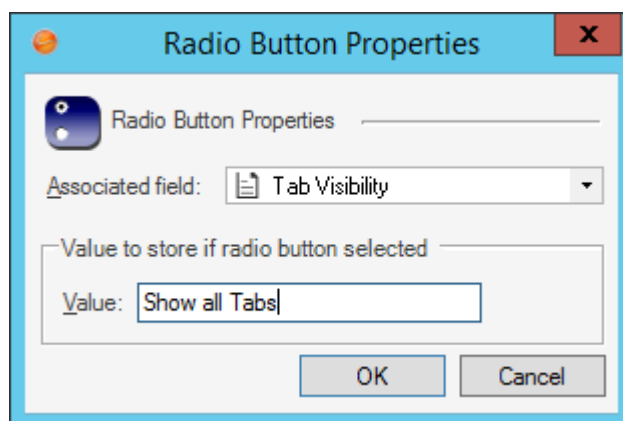 Radio Button Properties
x
Radio Button Properties
Associated field: Tab Visibility
Value to store if radio button selected
Value: Show all Tabs
OK Cancel